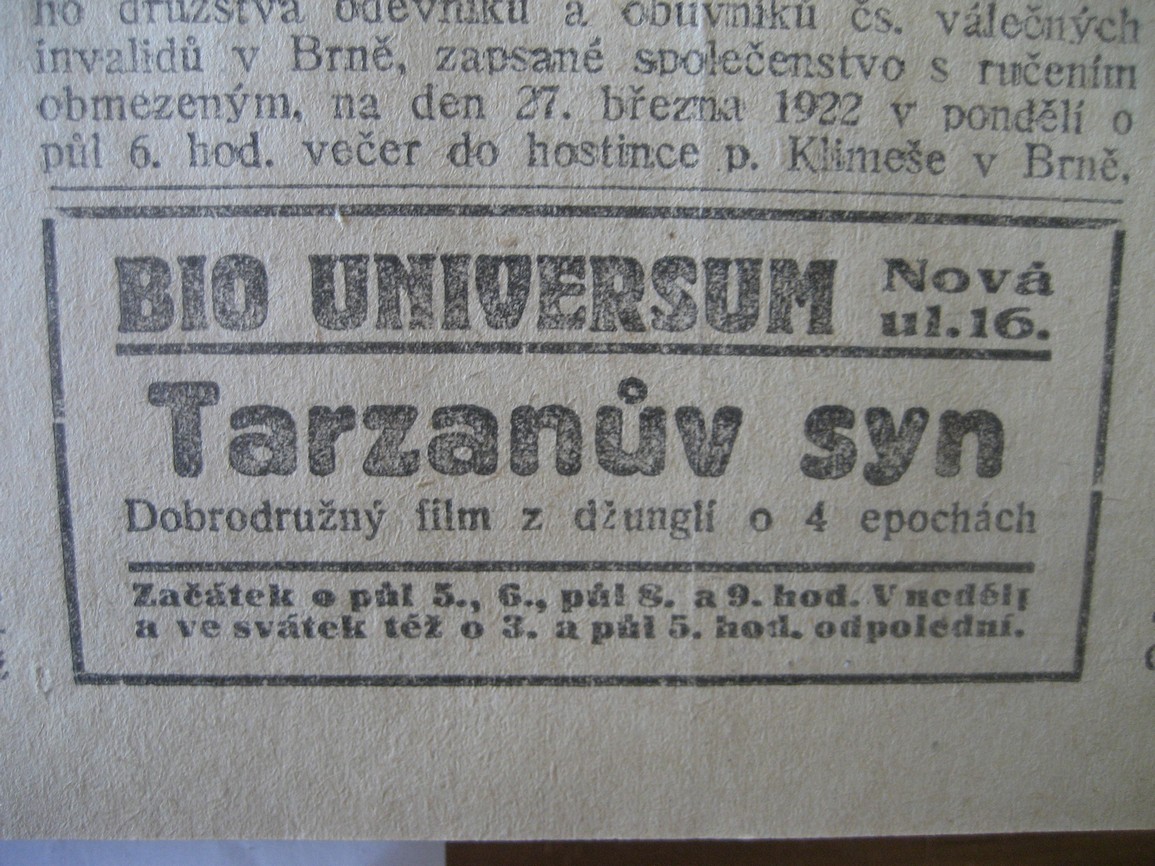 ho družstva oděvníků a obuvníků čs. válečných
invalidů v Brně, zapsané společenstvo s ručením
obmezeným, na den 27. března 1922 v pondělí o
půl 6. hod. večer do hostince p. Klimeše v Brně,
BIO UNIVERSUM Nová
ul. 16.
Tarzanův syn
Dobrodružný film z džunglí o 4 epochách
Začátek o půl 5., 6., půl 8. a 9. hod. V neděli
a ve svátek též o 3. a půl 5. hod. odpolední.